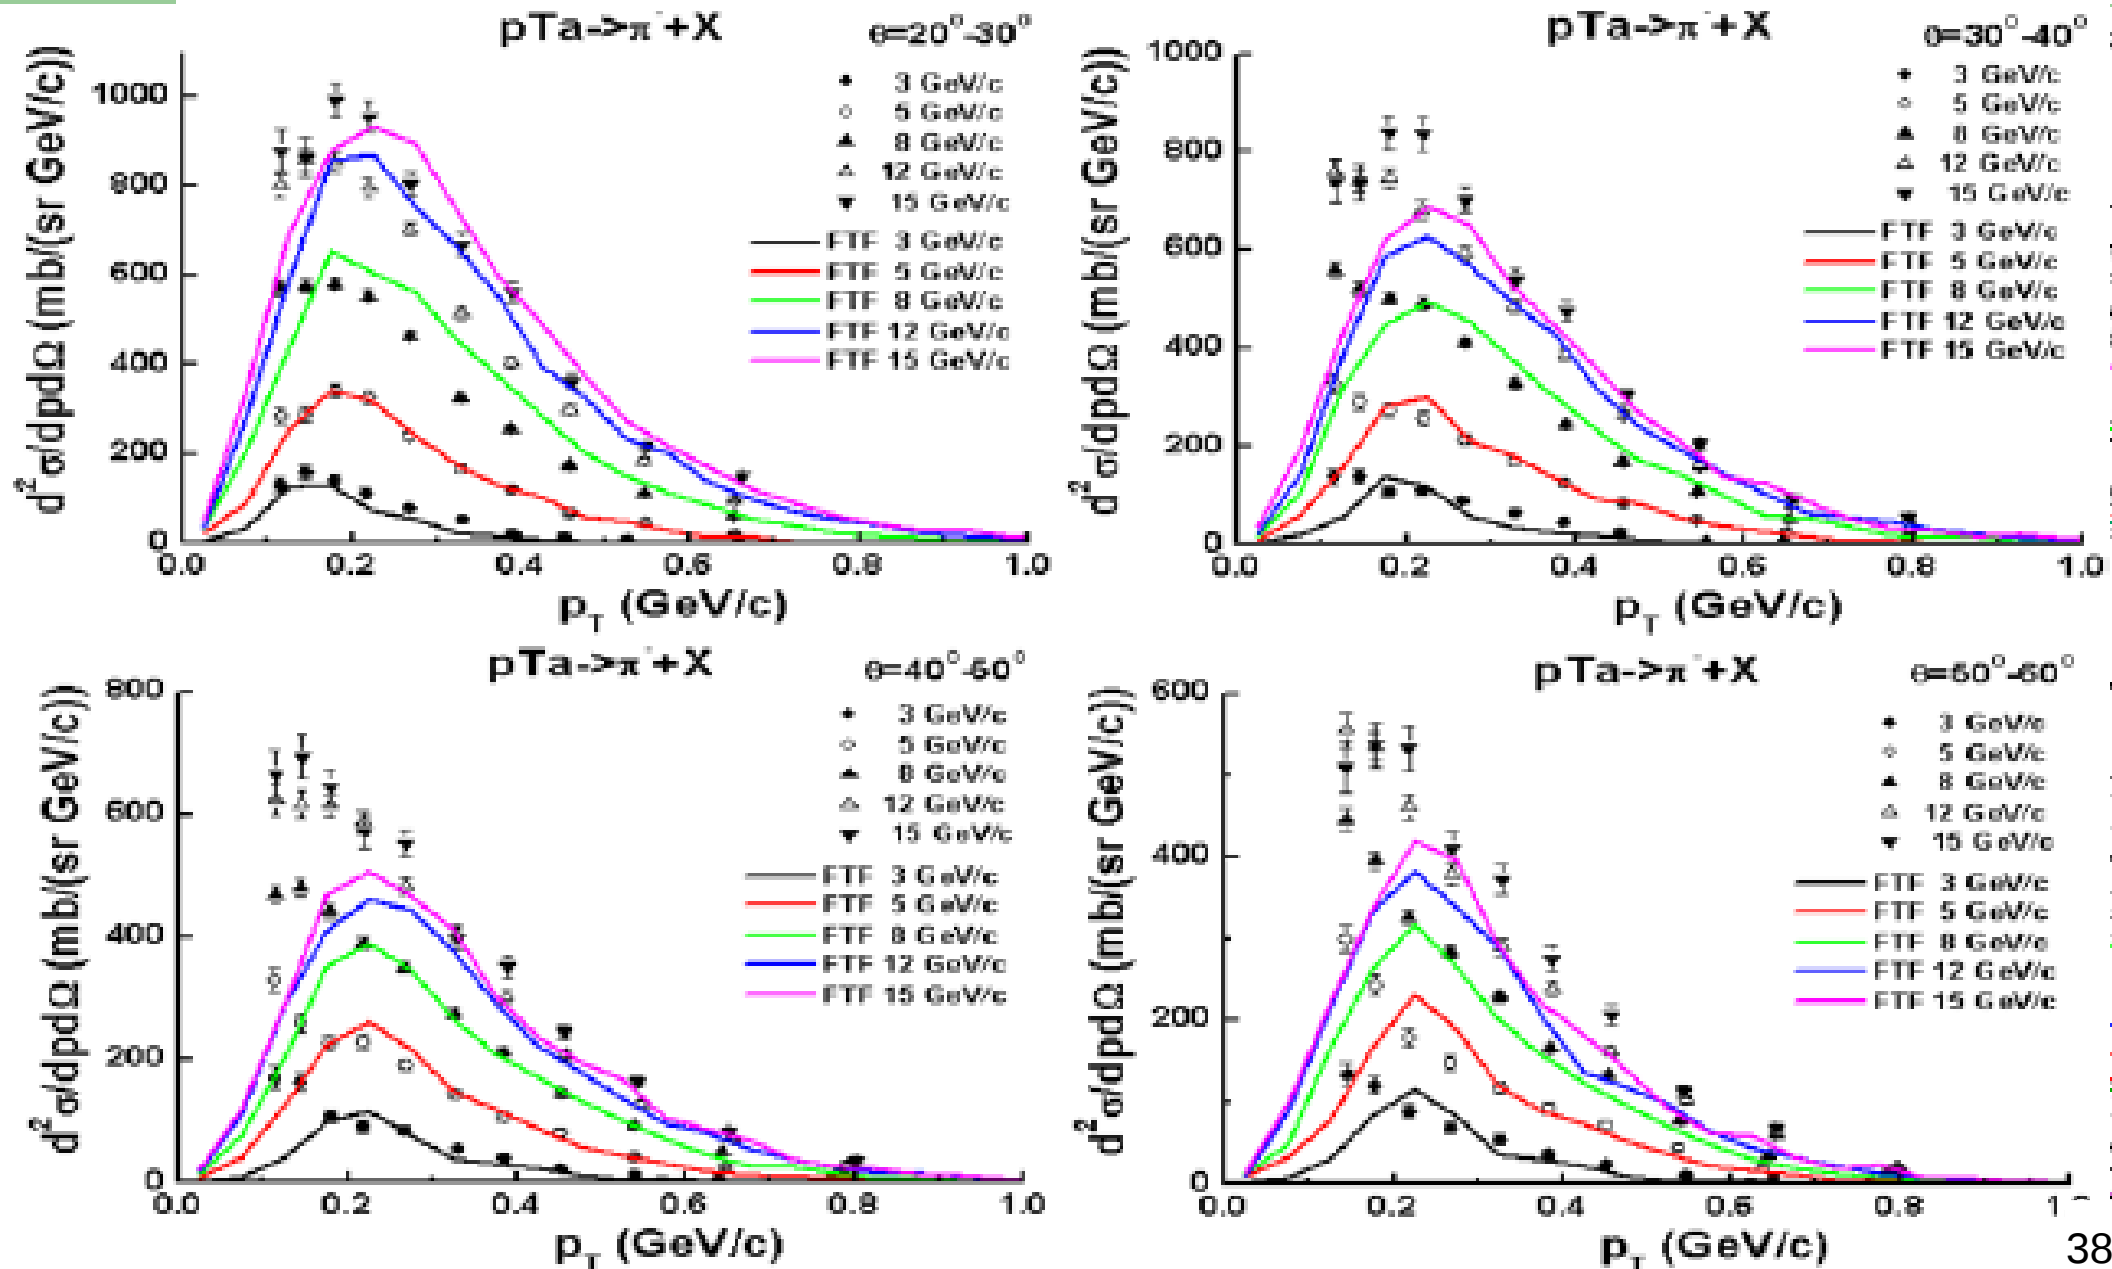 pTa->π⁻+X
θ=20°-30°
d²σ/dpdΩ (mb/(sr GeV/c))
1000
800
600
400
200
0
3 GeV/c
5 GeV/c
8 GeV/c
12 GeV/c
15 GeV/c
FTF 3 GeV/c
FTF 5 GeV/c
FTF 8 GeV/c
FTF 12 GeV/c
FTF 15 GeV/c
0.0 0.2 0.4 0.6 0.8 1.0
p_T (GeV/c)
pTa->π⁻+X
θ=30°-40°
d²σ/dpdΩ (mb/(sr GeV/c))
1000
800
600
400
200
0
3 GeV/c
5 GeV/c
8 GeV/c
12 GeV/c
15 GeV/c
FTF 3 GeV/c
FTF 5 GeV/c
FTF 8 GeV/c
FTF 12 GeV/c
FTF 15 GeV/c
0.0 0.2 0.4 0.6 0.8 1.0
p_T (GeV/c)
pTa->π⁻+X
θ=40°-50°
d²σ/dpdΩ (mb/(sr GeV/c))
800
600
400
200
0
3 GeV/c
5 GeV/c
8 GeV/c
12 GeV/c
15 GeV/c
FTF 3 GeV/c
FTF 5 GeV/c
FTF 8 GeV/c
FTF 12 GeV/c
FTF 15 GeV/c
0.0 0.2 0.4 0.6 0.8 1.0
p_T (GeV/c)
pTa->π⁻+X
θ=50°-60°
d²σ/dpdΩ (mb/(sr GeV/c))
600
400
200
0
3 GeV/c
5 GeV/c
8 GeV/c
12 GeV/c
15 GeV/c
FTF 3 GeV/c
FTF 5 GeV/c
FTF 8 GeV/c
FTF 12 GeV/c
FTF 15 GeV/c
0.0 0.2 0.4 0.6 0.8
p_T (GeV/c)
38